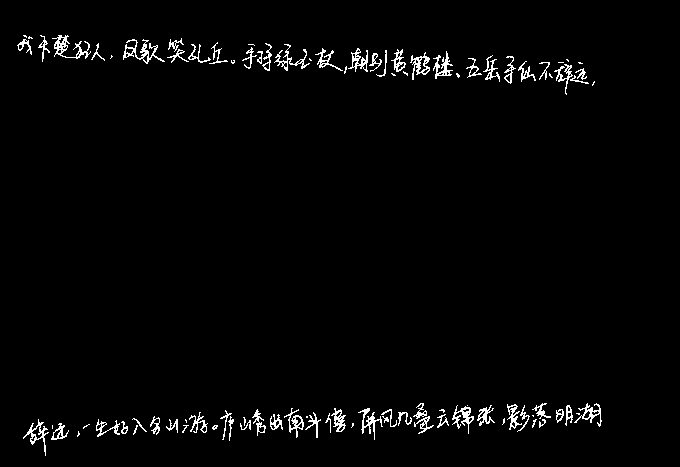 我本楚狂人，凤歌笑孔丘。手持绿玉杖，朝别黄鹤楼、五岳寻仙不辞远，
辞远，一生好入名山游。庐山秀出南斗傍，屏风九叠云锦张，影落明湖